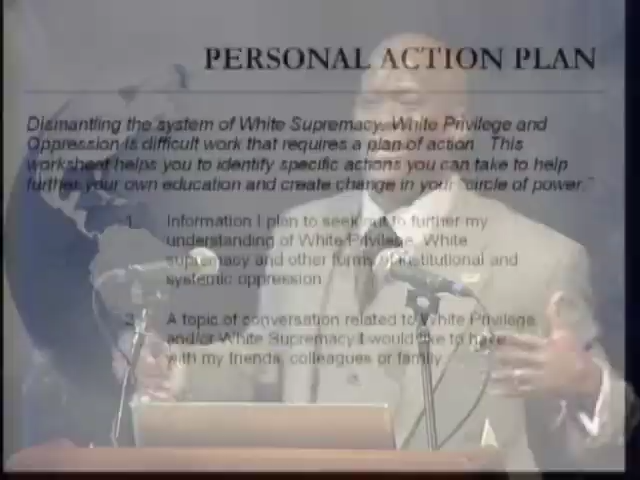 PERSONAL ACTION PLAN
Dismantling the system of White Supremacy, White Privilege and
Oppression is difficult work that requires a plan of action. This
worksheet helps you to identify specific actions you can take to help
further your own education and create change in your "circle of power."
1. Information I plan to seek out to further my
understanding of White Privilege, White
supremacy and other forms of institutional and
systemic oppression
2. A topic of conversation related to White Privilege
and/or White Supremacy I would like to have
with my friends, colleagues or family